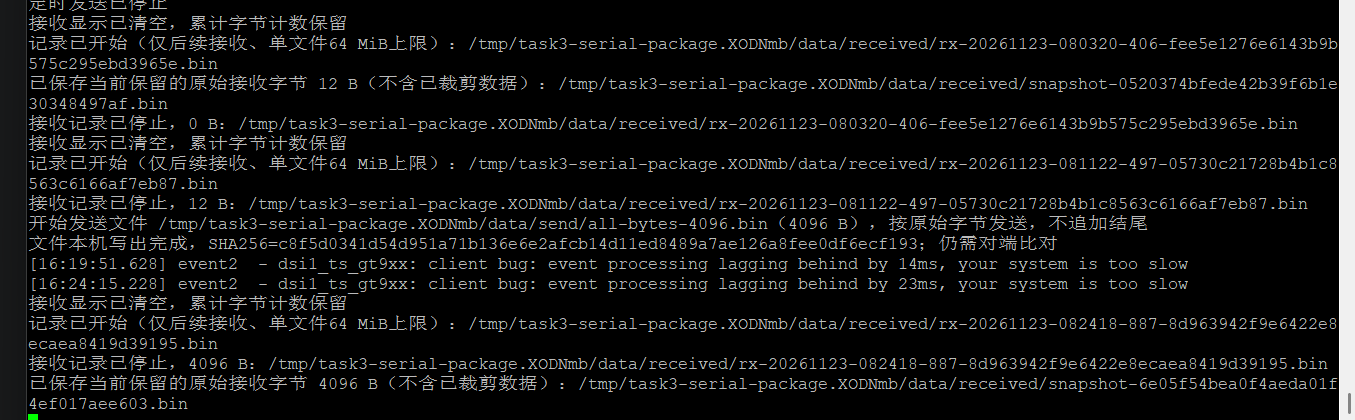 定时发送已停止
接收显示已清空，累计字节计数保留
记录已开始（仅后续接收、单文件64 MiB上限）：/tmp/task3-serial-package.XODNmb/data/received/rx-20261123-080320-406-fee5e1276e6143b9b
575c295ebd3965e.bin
已保存当前保留的原始接收字节 12 B（不含已裁剪数据）：/tmp/task3-serial-package.XODNmb/data/received/snapshot-0520374bfede42b39f6b1e
30348497af.bin
接收记录已停止，0 B：/tmp/task3-serial-package.XODNmb/data/received/rx-20261123-080320-406-fee5e1276e6143b9b575c295ebd3965e.bin
接收显示已清空，累计字节计数保留
记录已开始（仅后续接收、单文件64 MiB上限）：/tmp/task3-serial-package.XODNmb/data/received/rx-20261123-081122-497-05730c21728b4b1c8
563c6166af7eb87.bin
接收记录已停止，12 B：/tmp/task3-serial-package.XODNmb/data/received/rx-20261123-081122-497-05730c21728b4b1c8563c6166af7eb87.bin
开始发送文件 /tmp/task3-serial-package.XODNmb/data/send/all-bytes-4096.bin（4096 B），按原始字节发送，不追加结尾
文件本机写出完成，SHA256=c8f5d0341d54d951a71b136e6e2afcb14d11ed8489a7ae126a8fee0df6ecf193；仍需对端比对
[16:19:51.628] event2  - dsi1_ts_gt9xx: client bug: event processing lagging behind by 14ms, your system is too slow
[16:24:15.228] event2  - dsi1_ts_gt9xx: client bug: event processing lagging behind by 23ms, your system is too slow
接收显示已清空，累计字节计数保留
记录已开始（仅后续接收、单文件64 MiB上限）：/tmp/task3-serial-package.XODNmb/data/received/rx-20261123-082418-887-8d963942f9e6422e8
ecaea8419d39195.bin
接收记录已停止，4096 B：/tmp/task3-serial-package.XODNmb/data/received/rx-20261123-082418-887-8d963942f9e6422e8ecaea8419d39195.bin
已保存当前保留的原始接收字节 4096 B（不含已裁剪数据）：/tmp/task3-serial-package.XODNmb/data/received/snapshot-6e05f54bea0f4aeda01f
4ef017aee603.bin